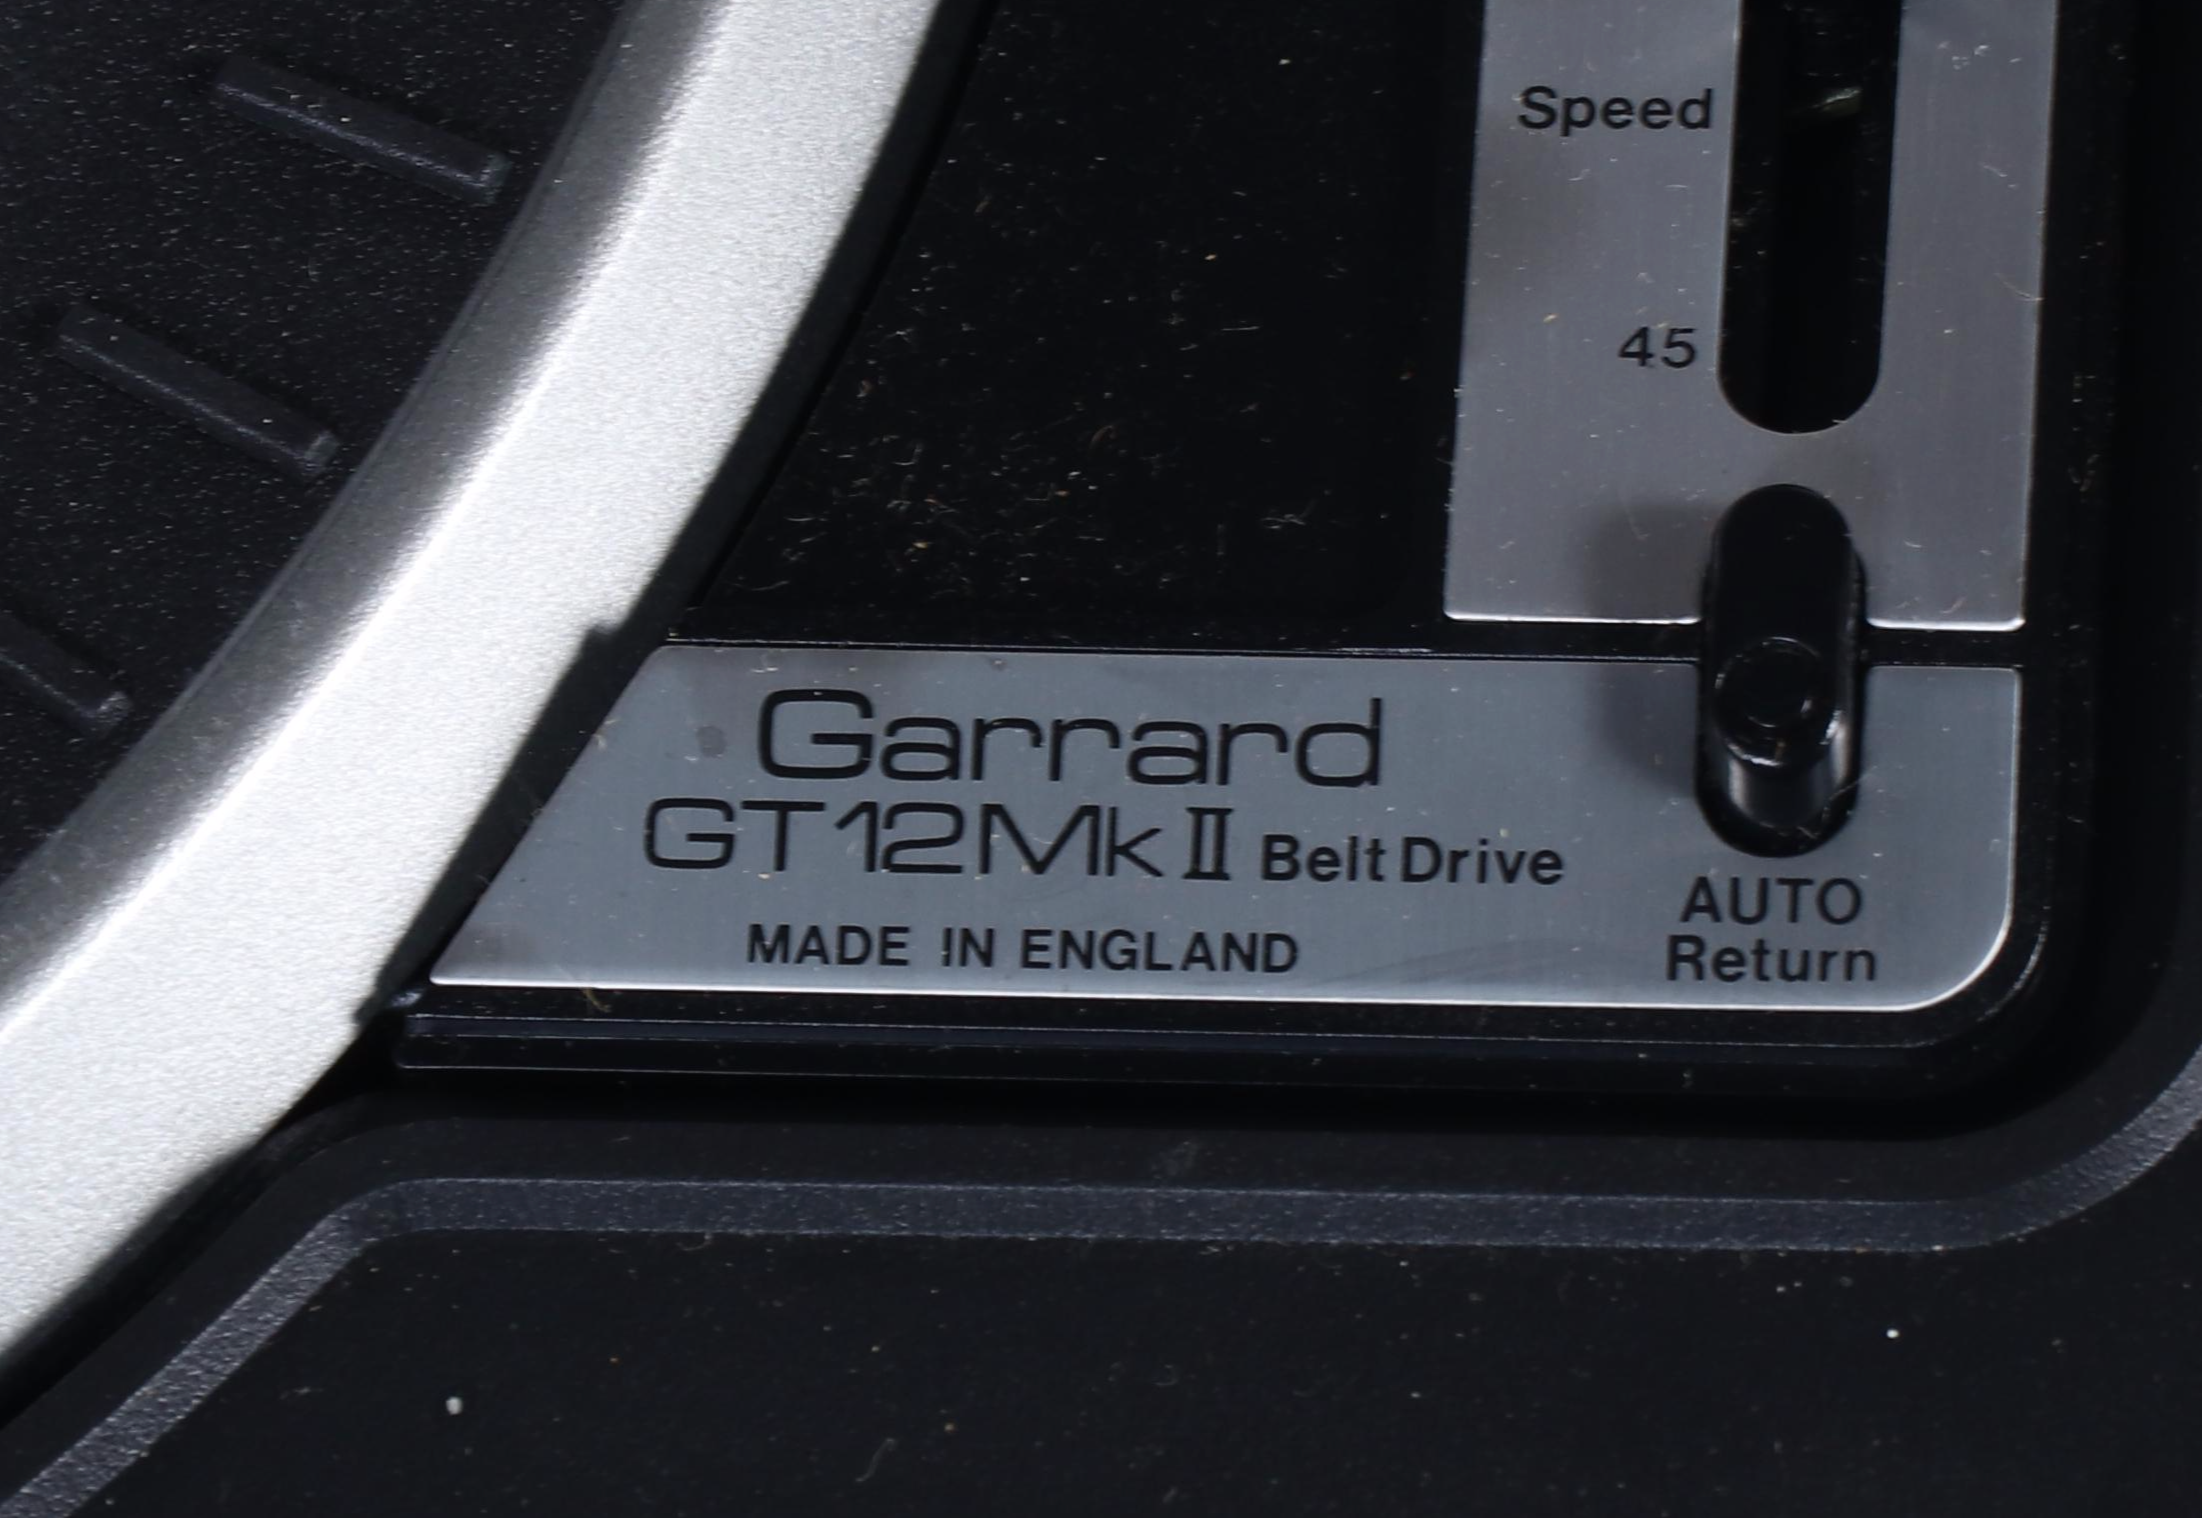 Speed
45
Garrard
GT12MkII Belt Drive
MADE IN ENGLAND
AUTO
Return